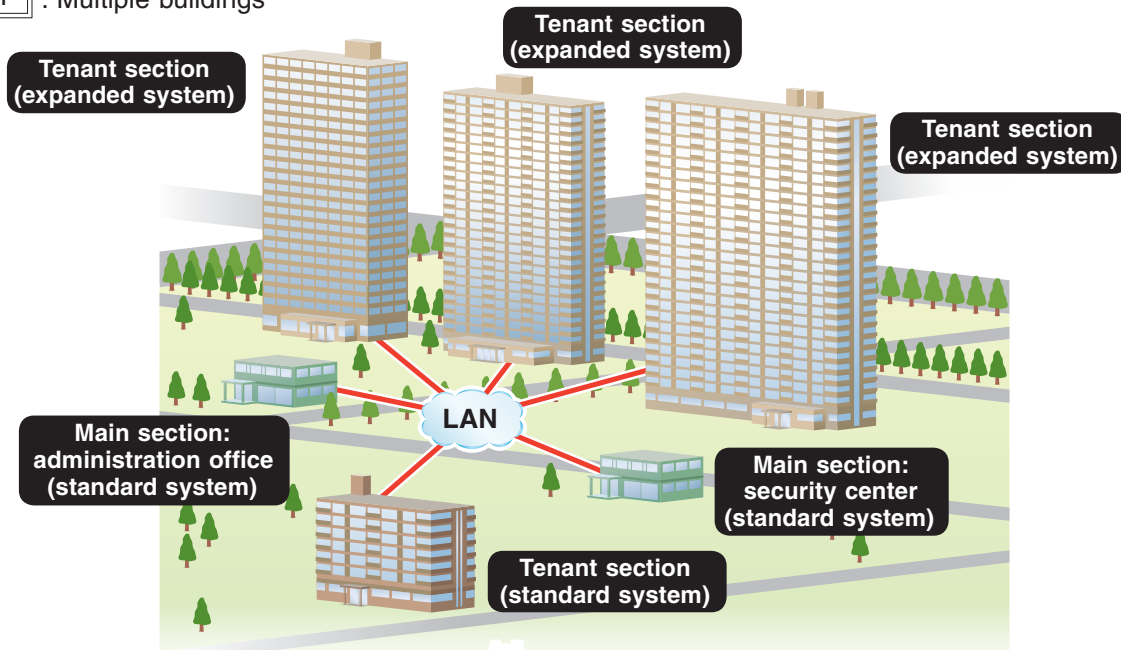 : Multiple buildings
Tenant section
(expanded system)
Tenant section
(expanded system)
Tenant section
(expanded system)
LAN
Main section:
administration office
(standard system)
Main section:
security center
(standard system)
Tenant section
(standard system)